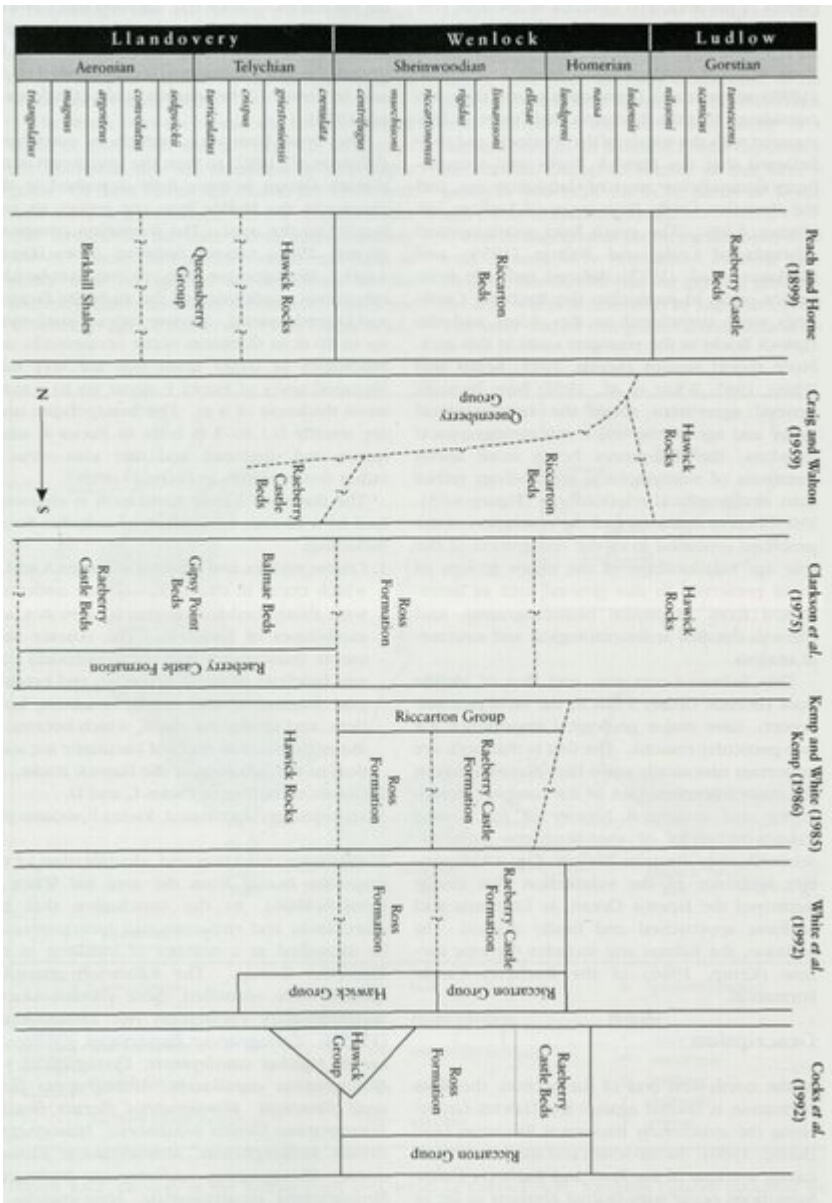 Llandovery
Wenlock
Ludlow
Aeronian
Telychian
Sheinwoodian
Homerian
Gorstian
triangulatus
magnus
argenteus
convolutus
sedgwickii
turriculatus
crispus
griestoniensis
crenulata
centrifugus
murchisoni
riccartonensis
rigidus
linnarssoni
ellesae
lundgreni
nassa
ludensis
nilssoni
scanicus
tumescens
Peach and Horne
(1899)
Birkhill Shales
Queensberry
Group
Hawick Rocks
Riccarton
Beds
Raeberry Castle
Beds
?
?
?
?
?
?
Craig and Walton
(1959)
Queensberry
Group
Raeberry
Castle
Beds
Riccarton
Beds
Hawick
Rocks
?
?
?
?
?
N
S
Clarkson et al.
(1975)
Raeberry
Castle Beds
Gipsy Point
Beds
Balmae Beds
Raeberry Castle Formation
Ross
Formation
Hawick
Rocks
?
?
?
Kemp and White (1985)
Kemp (1986)
Hawick Rocks
Riccarton Group
Ross
Formation
Raeberry Castle
Formation
?
?
?
White et al.
(1992)
Ross
Formation
Raeberry Castle
Formation
Hawick Group
Riccarton Group
?
?
Cocks et al.
(1992)
Hawick
Group
Ross
Formation
Raeberry
Castle Beds
Riccarton Group